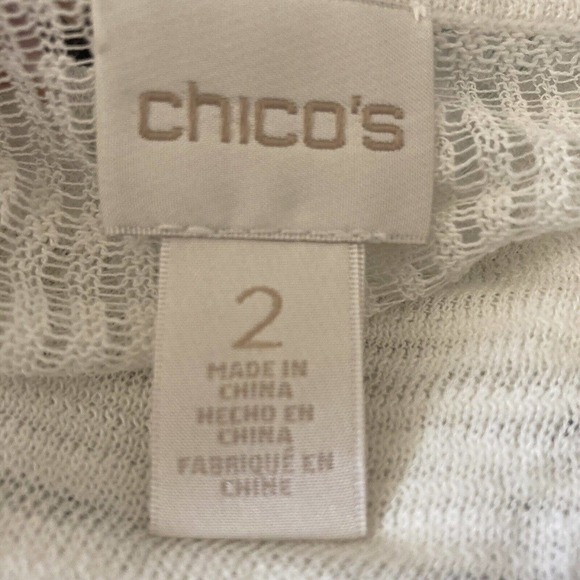 chico's
2
MADE IN
CHINA
HECHO EN
CHINA
FABRIQUÉ EN
CHINE